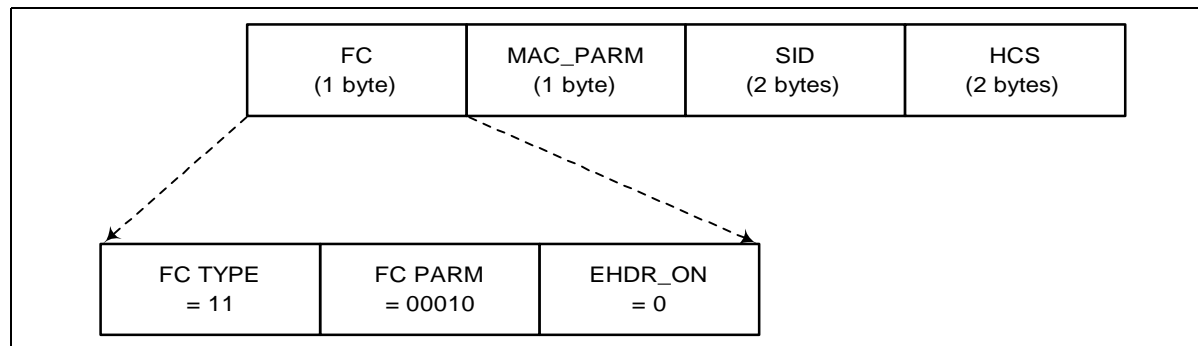 FC MAC_PARM SID HCS
(1 byte) (1 byte) (2 bytes) (2 bytes)
FC TYPE FC PARM EHDR_ON
= 11 = 00010 = 0